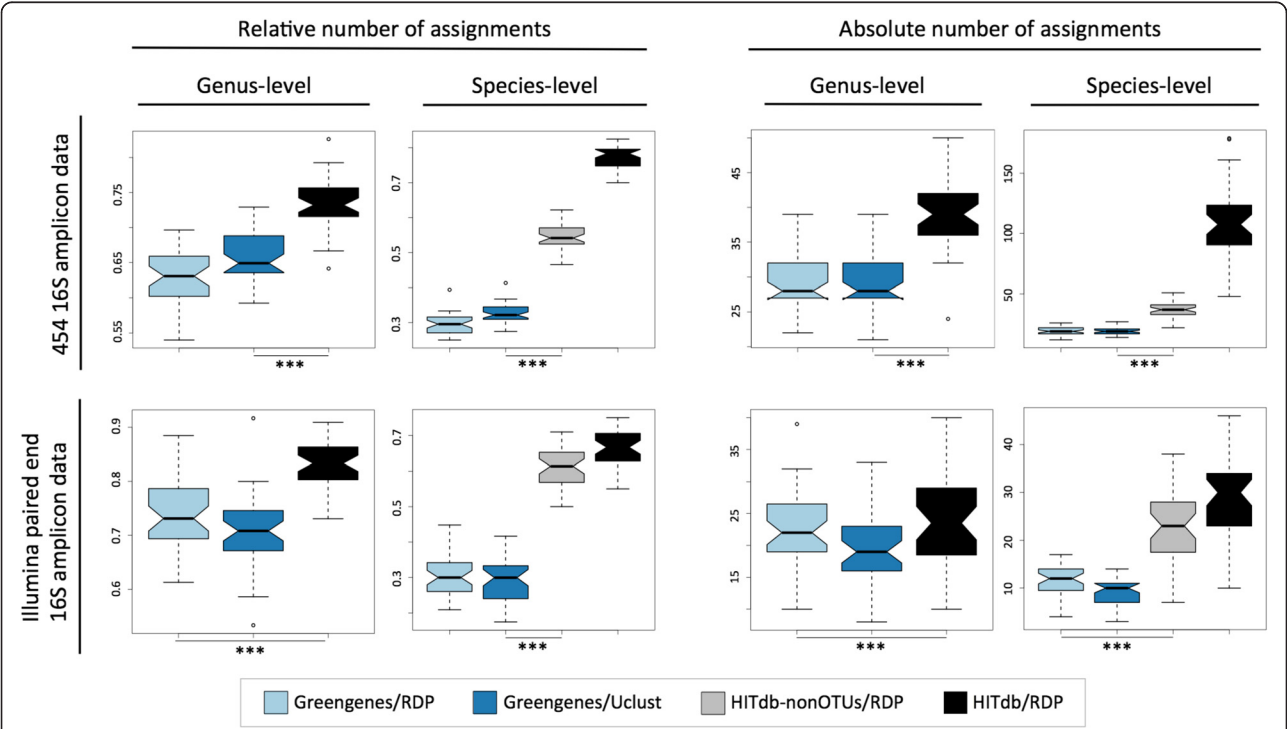 Relative number of assignments
Absolute number of assignments
Genus-level
Species-level
Genus-level
Species-level
454 16S amplicon data
0.75
0.65
0.55
***
0.7
0.5
0.3
***
45
35
25
***
150
100
50
***
Illumina paired end
16S amplicon data
0.9
0.8
0.7
0.6
***
0.7
0.5
0.3
***
35
25
15
***
40
30
20
10
***
Greengenes/RDP
Greengenes/Uclust
HITdb-nonOTUs/RDP
HITdb/RDP